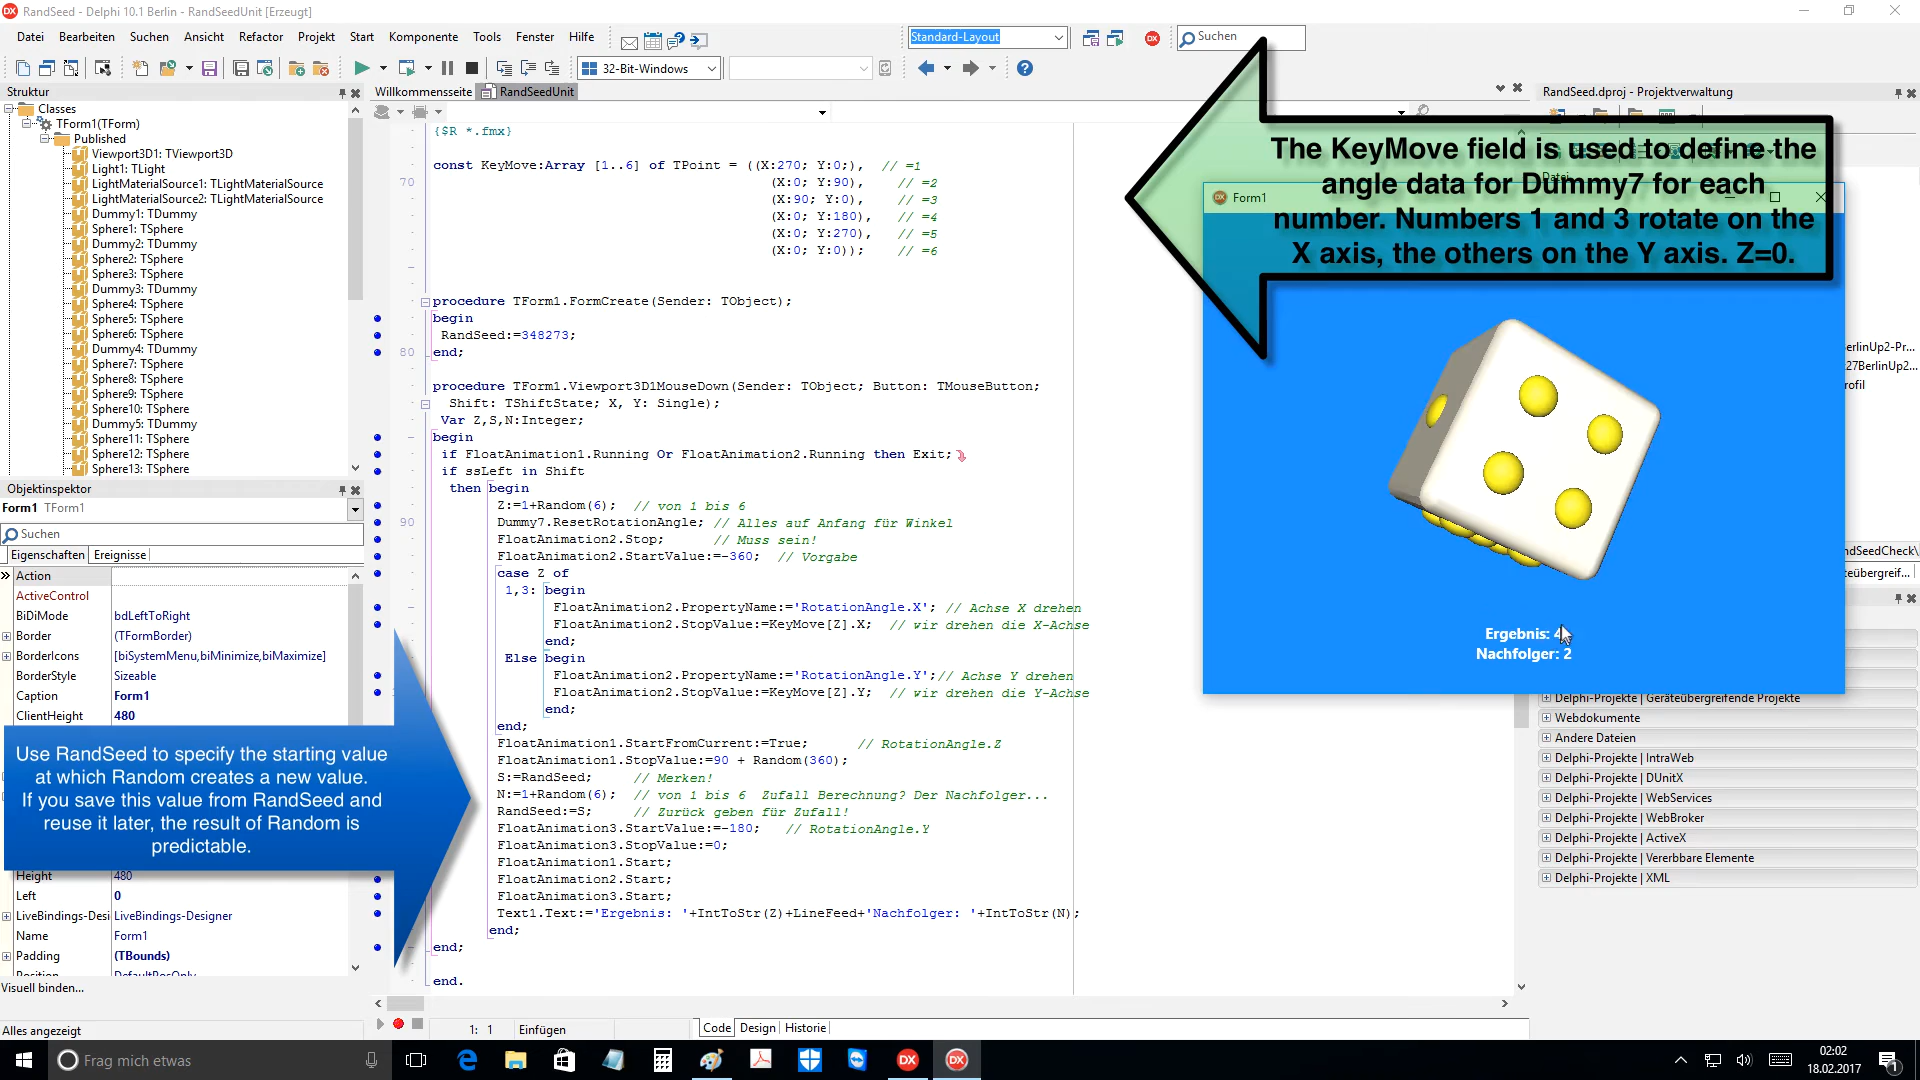 RandSeed - Delphi 10.1 Berlin - RandSeedUnit [Erzeugt]
Datei Bearbeiten Suchen Ansicht Refactor Projekt Start Komponente Tools Fenster Hilfe
Standard-Layout
Suchen
32-Bit-Windows
Struktur
Willkommensseite RandSeedUnit
RandSeed.dproj - Projektverwaltung
Classes
TForm1(TForm)
Published
Viewport3D1: TViewport3D
Light1: TLight
LightMaterialSource1: TLightMaterialSource
LightMaterialSource2: TLightMaterialSource
Dummy1: TDummy
Sphere1: TSphere
Dummy2: TDummy
Sphere2: TSphere
Sphere3: TSphere
Dummy3: TDummy
Sphere4: TSphere
Sphere5: TSphere
Sphere6: TSphere
Dummy4: TDummy
Sphere7: TSphere
Sphere8: TSphere
Sphere9: TSphere
Sphere10: TSphere
Dummy5: TDummy
Sphere11: TSphere
Sphere12: TSphere
Sphere13: TSphere
Objektinspektor
Form1 TForm1
Suchen
Eigenschaften Ereignisse
Action
ActiveControl
BiDiMode bdLeftToRight
Border (TFormBorder)
BorderIcons [biSystemMenu,biMinimize,biMaximize]
BorderStyle Sizeable
Caption Form1
ClientHeight 480
Use RandSeed to specify the starting value
at which Random creates a new value.
If you save this value from RandSeed and
reuse it later, the result of Random is
predictable.
Height 480
Left 0
LiveBindings-Desi LiveBindings-Designer
Name Form1
Padding (TBounds)
Position DefaultPosOnly
Visuell binden...
Alles angezeigt
{$R *.fmx}
const KeyMove:Array [1..6] of TPoint = ((X:270; Y:0;), // =1
70 (X:0; Y:90), // =2
(X:90; Y:0), // =3
(X:0; Y:180), // =4
(X:0; Y:270), // =5
(X:0; Y:0)); // =6
procedure TForm1.FormCreate(Sender: TObject);
begin
RandSeed:=348273;
80 end;
procedure TForm1.Viewport3D1MouseDown(Sender: TObject; Button: TMouseButton;
Shift: TShiftState; X, Y: Single);
Var Z,S,N:Integer;
begin
if FloatAnimation1.Running Or FloatAnimation2.Running then Exit;
if ssLeft in Shift
then begin
Z:=1+Random(6); // von 1 bis 6
90 Dummy7.ResetRotationAngle; // Alles auf Anfang für Winkel
FloatAnimation2.Stop; // Muss sein!
FloatAnimation2.StartValue:=-360; // Vorgabe
case Z of
1,3: begin
FloatAnimation2.PropertyName:='RotationAngle.X'; // Achse X drehen
FloatAnimation2.StopValue:=KeyMove[Z].X; // wir drehen die X-Achse
end;
Else begin
FloatAnimation2.PropertyName:='RotationAngle.Y';// Achse Y drehen
FloatAnimation2.StopValue:=KeyMove[Z].Y; // wir drehen die Y-Achse
end;
end;
FloatAnimation1.StartFromCurrent:=True; // RotationAngle.Z
FloatAnimation1.StopValue:=90 + Random(360);
S:=RandSeed; // Merken!
N:=1+Random(6); // von 1 bis 6 Zufall Berechnung? Der Nachfolger...
RandSeed:=S; // Zurück geben für Zufall!
FloatAnimation3.StartValue:=-180; // RotationAngle.Y
FloatAnimation3.StopValue:=0;
FloatAnimation1.Start;
FloatAnimation2.Start;
FloatAnimation3.Start;
Text1.Text:='Ergebnis: '+IntToStr(Z)+LineFeed+'Nachfolger: '+IntToStr(N);
end;
end;
end.
1: 1 Einfügen Code Design Historie
The KeyMove field is used to define the
angle data for Dummy7 for each
number. Numbers 1 and 3 rotate on the
X axis, the others on the Y axis. Z=0.
Datei
Form1
Ergebnis: 4
Nachfolger: 2
erlinUp2-Pr...
27BerlinUp2...
rofil
ndSeedCheck\
eübergreif...
Delphi-Projekte | Geräteübergreifende Projekte
Webdokumente
Andere Dateien
Delphi-Projekte | IntraWeb
Delphi-Projekte | DUnitX
Delphi-Projekte | WebServices
Delphi-Projekte | WebBroker
Delphi-Projekte | ActiveX
Delphi-Projekte | Vererbbare Elemente
Delphi-Projekte | XML
Frag mich etwas
02:02
18.02.2017
1